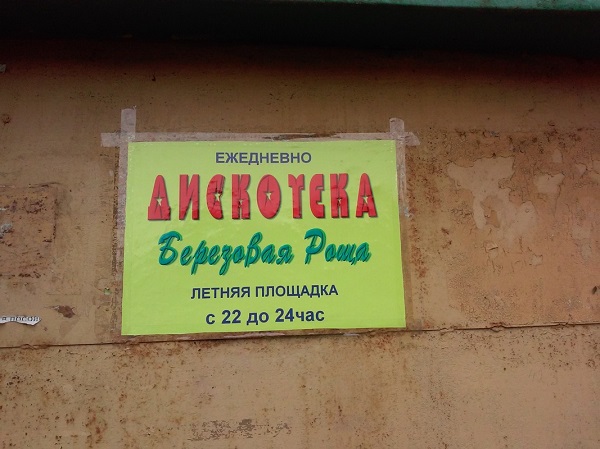 ЕЖЕДНЕВНО
ДИСКОТЕКА
Березовая Роща
ЛЕТНЯЯ ПЛОЩАДКА
с 22 до 24час